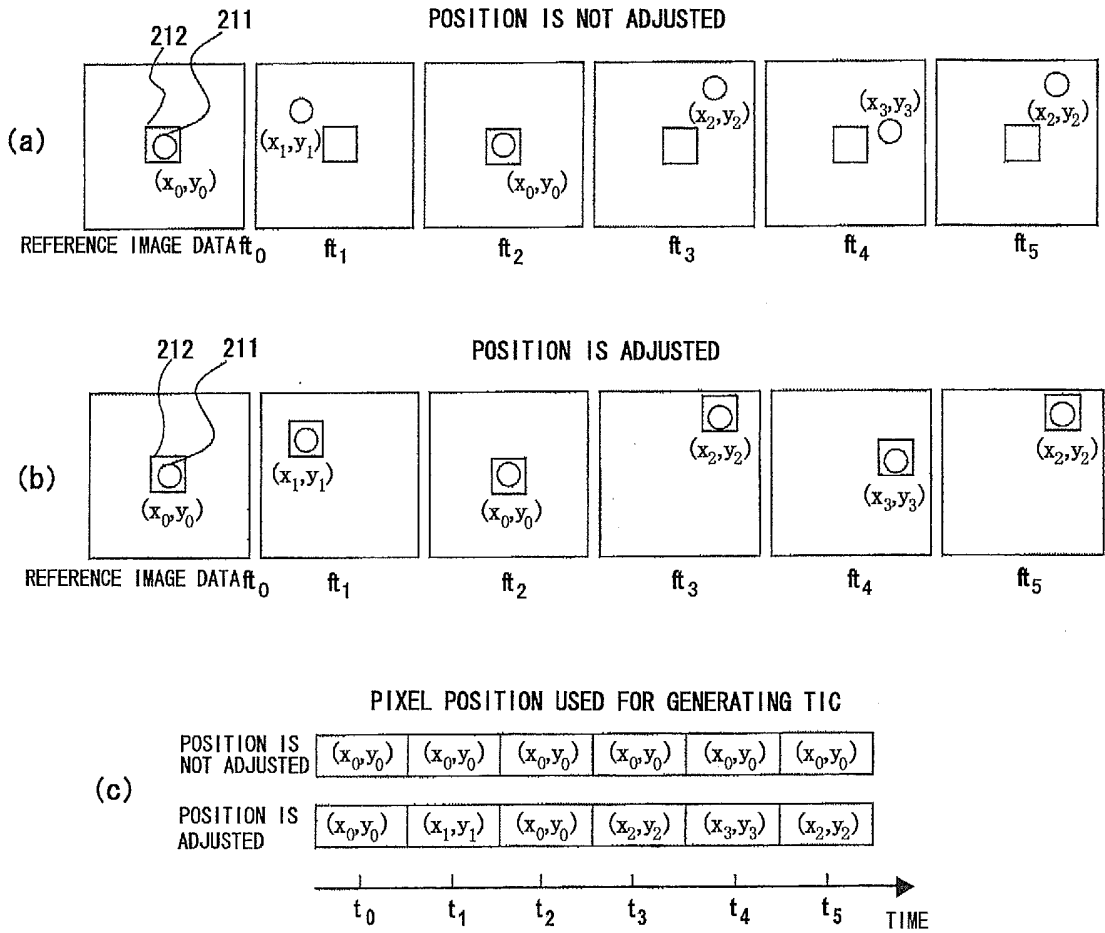 212 211 POSITION IS NOT ADJUSTED
(a)
(x₀,y₀) (x₁,y₁) (x₀,y₀) (x₂,y₂) (x₃,y₃) (x₂,y₂)
REFERENCE IMAGE DATA ft₀ ft₁ ft₂ ft₃ ft₄ ft₅
212 211 POSITION IS ADJUSTED
(b)
(x₀,y₀) (x₁,y₁) (x₀,y₀) (x₂,y₂) (x₃,y₃) (x₂,y₂)
REFERENCE IMAGE DATA ft₀ ft₁ ft₂ ft₃ ft₄ ft₅
PIXEL POSITION USED FOR GENERATING TIC
(c)
POSITION IS
NOT ADJUSTED
(x₀,y₀) (x₀,y₀) (x₀,y₀) (x₀,y₀) (x₀,y₀) (x₀,y₀)
POSITION IS
ADJUSTED
(x₀,y₀) (x₁,y₁) (x₀,y₀) (x₂,y₂) (x₃,y₃) (x₂,y₂)
t₀ t₁ t₂ t₃ t₄ t₅ TIME